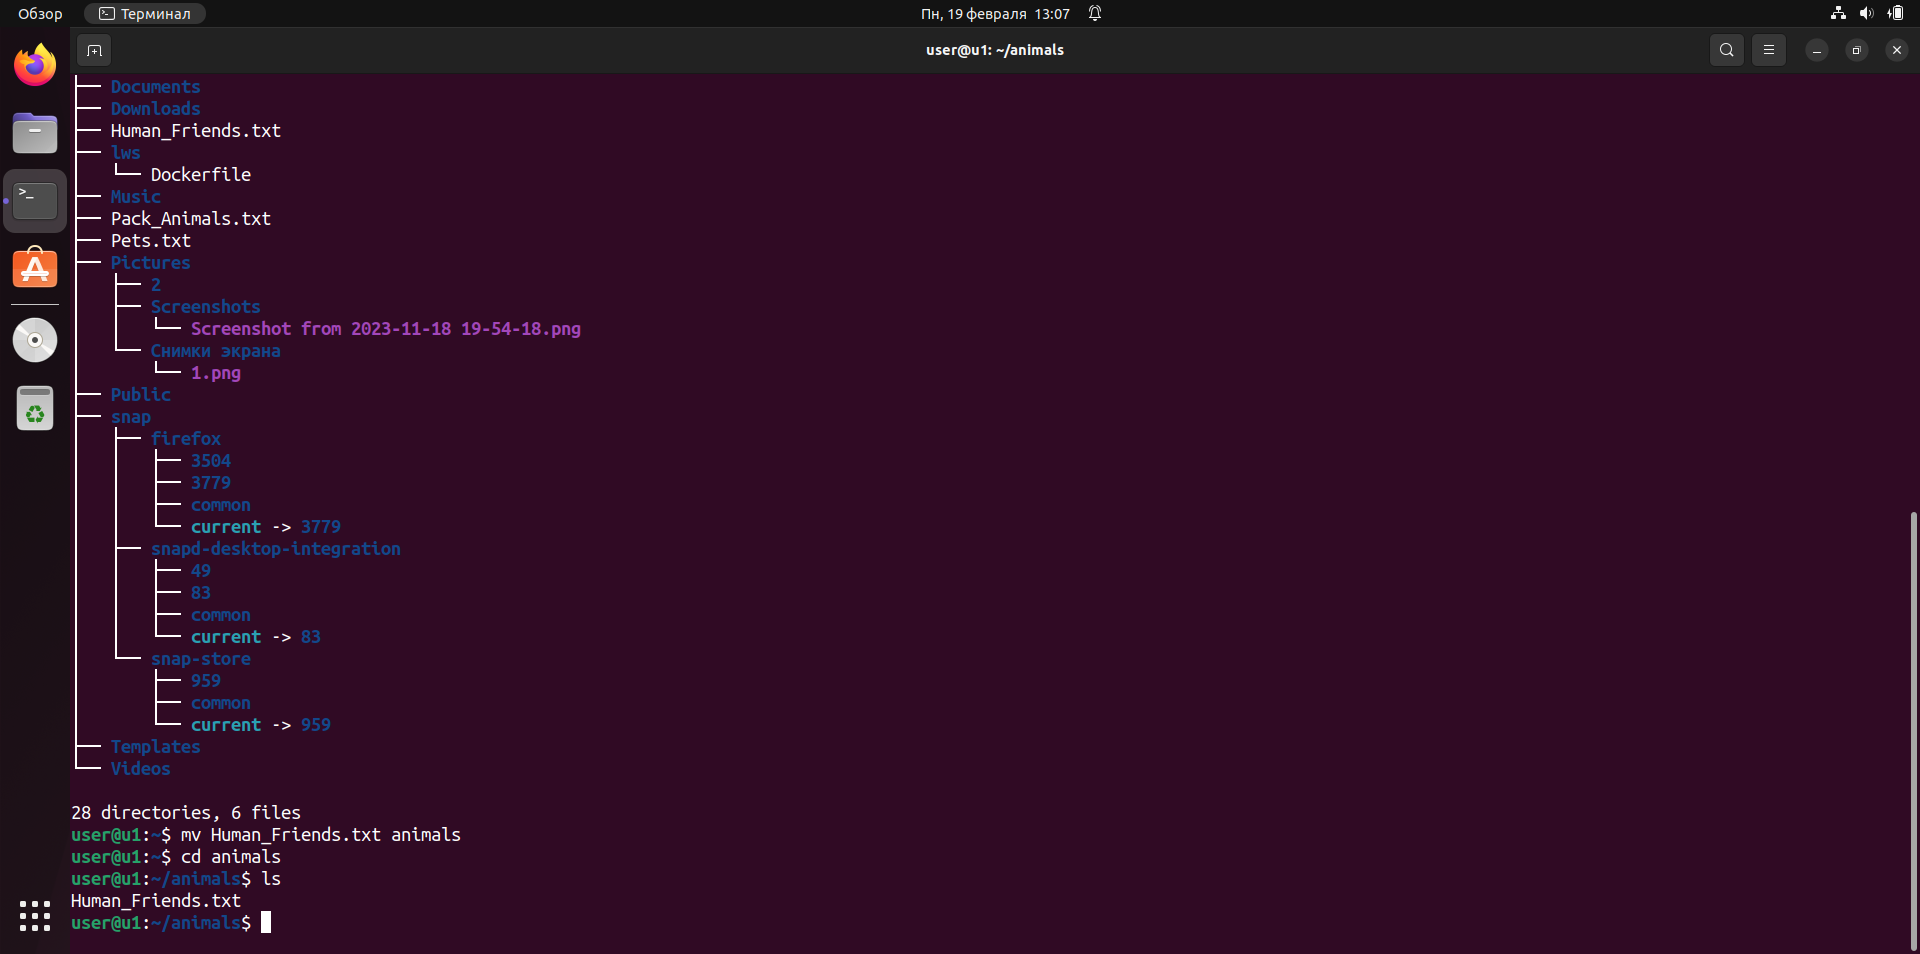 Обзор Терминал Пн, 19 февраля 13:07
user@u1: ~/animals
├── Documents
├── Downloads
├── Human_Friends.txt
├── lws
│   └── Dockerfile
├── Music
├── Pack_Animals.txt
├── Pets.txt
├── Pictures
│   ├── 2
│   ├── Screenshots
│   │   └── Screenshot from 2023-11-18 19-54-18.png
│   └── Снимки экрана
│       └── 1.png
├── Public
├── snap
│   ├── firefox
│   │   ├── 3504
│   │   ├── 3779
│   │   ├── common
│   │   └── current -> 3779
│   ├── snapd-desktop-integration
│   │   ├── 49
│   │   ├── 83
│   │   ├── common
│   │   └── current -> 83
│   └── snap-store
│       ├── 959
│       ├── common
│       └── current -> 959
├── Templates
└── Videos
28 directories, 6 files
user@u1:~$ mv Human_Friends.txt animals
user@u1:~$ cd animals
user@u1:~/animals$ ls
Human_Friends.txt
user@u1:~/animals$